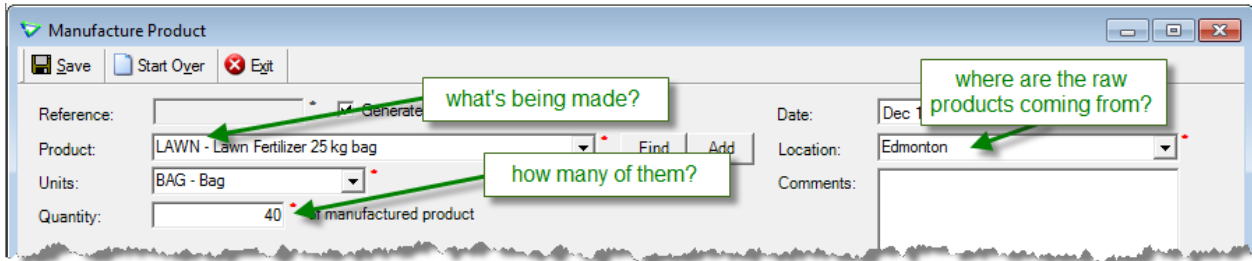 Manufacture Product
Save Start Over Exit
what's being made?
where are the raw
products coming from?
Reference: * Generate Date: Dec 1
Product: LAWN - Lawn Fertilizer 25 kg bag * Find Add Location: Edmonton *
how many of them?
Units: BAG - Bag * Comments:
Quantity: 40 * of manufactured product